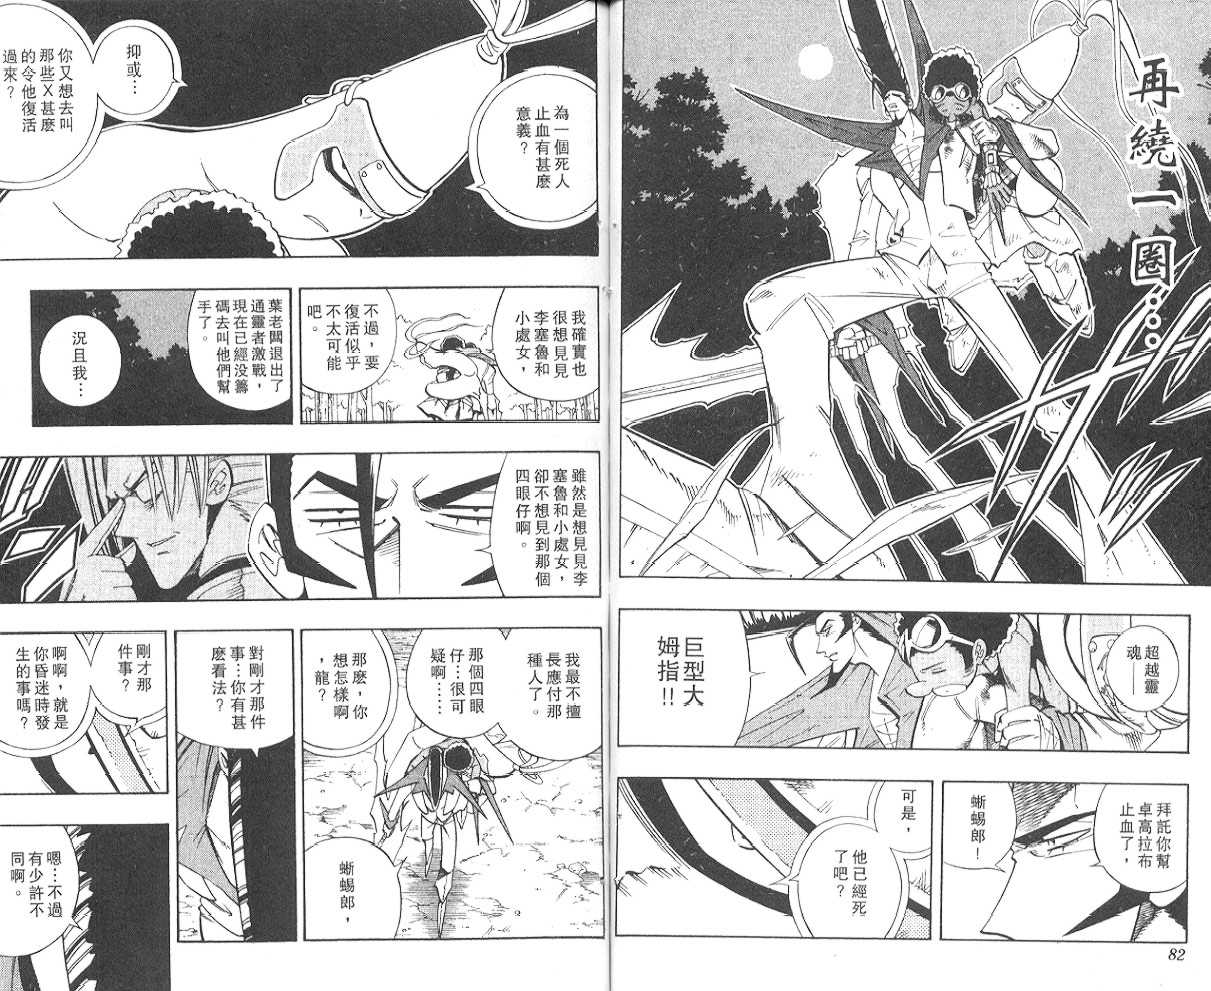 再繞一圈……
超越靈
魂——
巨型大
姆指!!
拜託你幫
卓高拉布
止血了,
蜥蜴郎!
可是,
他已經死
了吧?
82
為一個死人
止血有甚麼
意義?
抑或…
你又想去叫
那些X甚麼
的令他復活
過來?
我確實也
很想見見
李塞魯和
小處女,
不過,要
復活似乎
不太可能
吧。
葉老闆退出了
通靈者激戰,
現在已經沒籌
碼去叫他們幫
手了。
況且我…
雖然是想見見李
塞魯和小處女,
卻不想見到那個
四眼仔啊。
我最不擅
長應付那
種人了。
那個四眼
仔…很可
疑啊……
那麼,你
想怎樣啊
,龍?
蜥蜴郎,
對剛才那件
事…你有甚
麼看法?
剛才那
件事?
啊啊,就是
你昏迷時發
生的事嗎?
嗯…不過
有少許不
同啊。